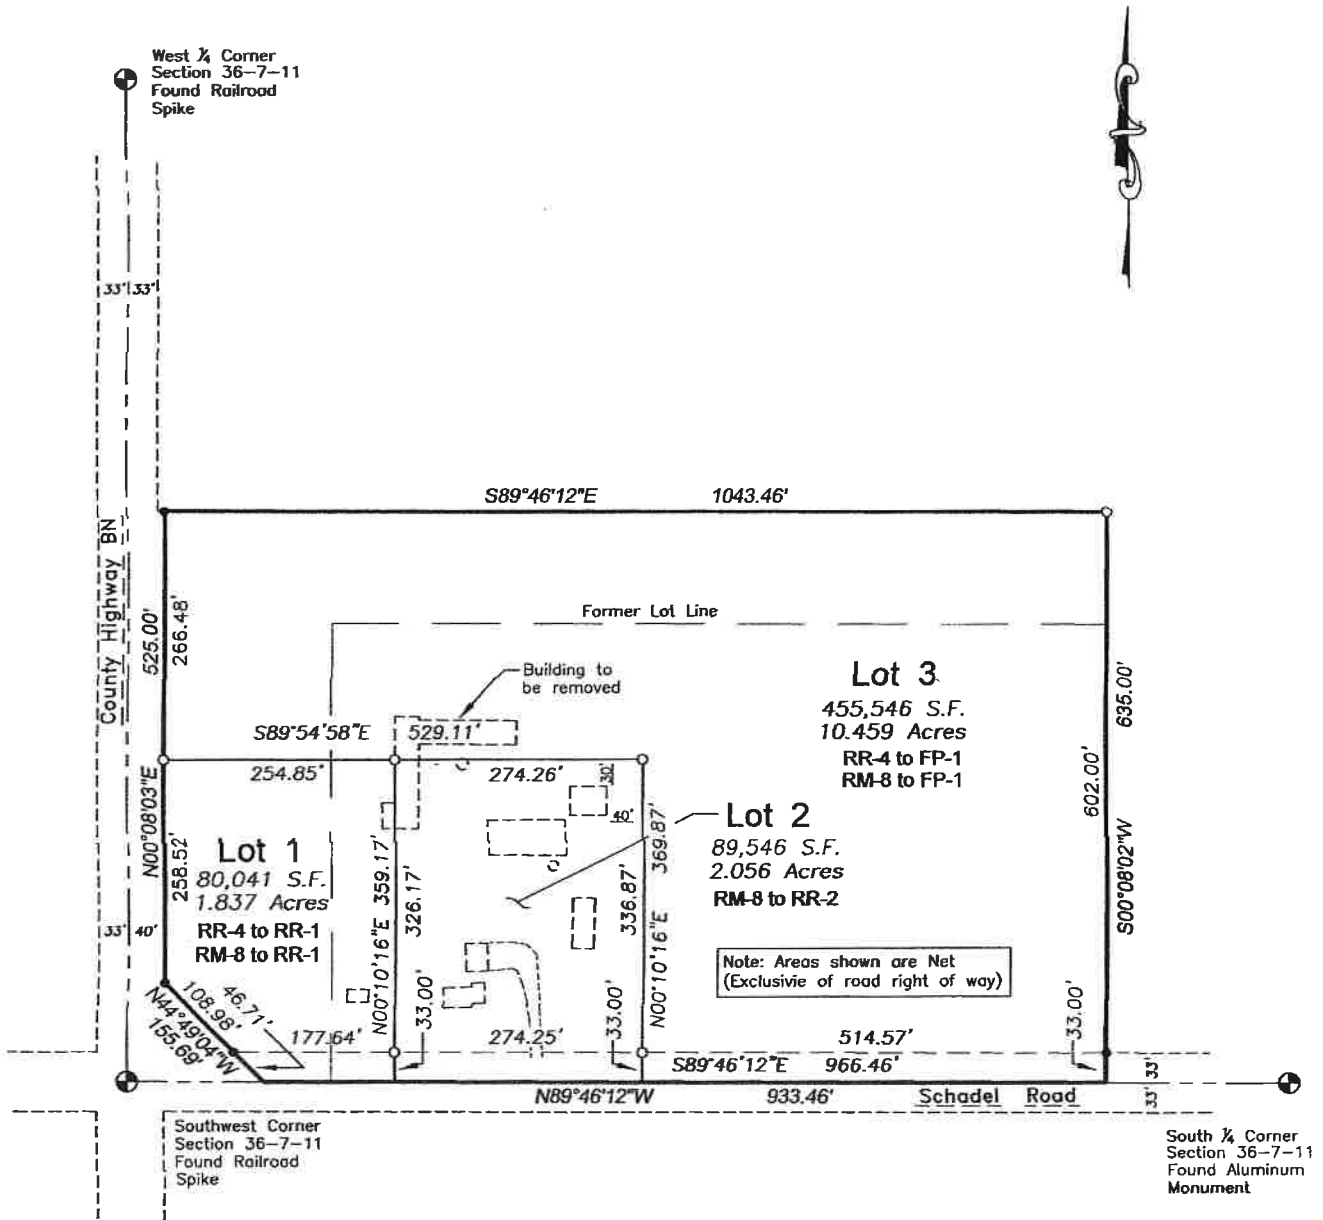 West ¼ Corner
Section 36-7-11
Found Railroad
Spike
33' 33'
S89°46'12"E 1043.46'
County Highway BN
525.00'
266.48'
Former Lot Line
Building to
be removed
Lot 3
455,546 S.F.
10.459 Acres
RR-4 to FP-1
RM-8 to FP-1
635.00'
602.00'
S00°08'02"W
S89°54'58"E 529.11'
254.85'
274.26'
30'
40'
N00°08'03"E
258.52'
Lot 1
80,041 S.F.
1.837 Acres
RR-4 to RR-1
RM-8 to RR-1
N00°10'16"E 359.17'
326.17'
Lot 2
89,546 S.F.
2.056 Acres
RM-8 to RR-2
336.87'
N00°10'16"E 369.87'
33' 40'
Note: Areas shown are Net
(Exclusivie of road right of way)
46.71'
108.98'
N44°49'04"W
155.69'
177.64'
33.00'
274.25'
33.00'
514.57'
33.00'
S89°46'12"E 966.46'
N89°46'12"W 933.46'
Schadel Road
33' 33'
Southwest Corner
Section 36-7-11
Found Railroad
Spike
South ¼ Corner
Section 36-7-11
Found Aluminum
Monument